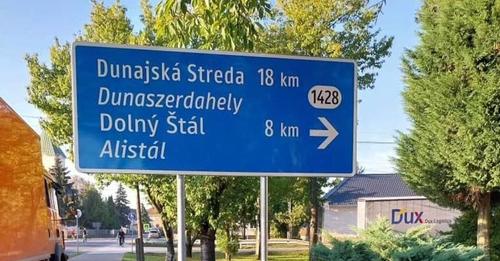 Dunajská Streda 18 km
Dunaszerdahely
1428
Dolný Štál 8 km
Alistál
Dux